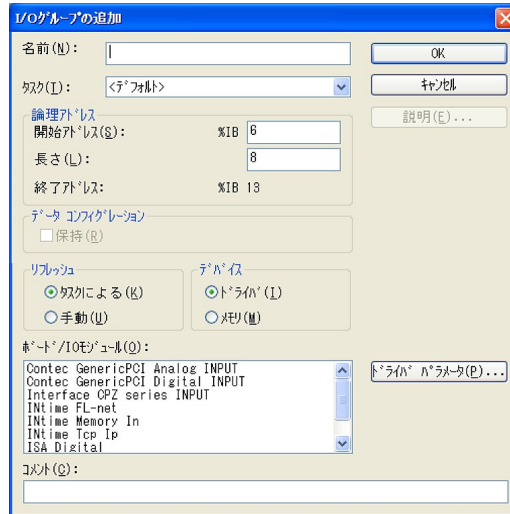 I/Oグループの追加
名前(N):
OK
タスク(T): <デフォルト>
キャンセル
論理アドレス
説明(E)...
開始アドレス(S): %IB 6
長さ(L): 8
終了アドレス: %IB 13
データ コンフィグレーション
保持(R)
リフレッシュ
デバイス
タスクによる(K)
ドライバ(I)
手動(U)
メモリ(M)
ボード/IOモジュール(O):
Contec GenericPCI Analog INPUT
ドライバ パラメータ(P)...
Contec GenericPCI Digital INPUT
Interface CPZ series INPUT
INtime FL-net
INtime Memory In
INtime Tcp Ip
ISA Digital
コメント(C):